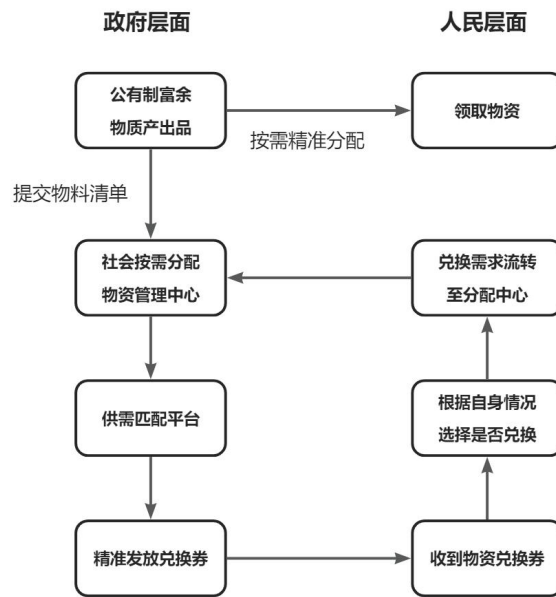 政府层面
人民层面
公有制富余
物质产出品
领取物资
按需精准分配
提交物料清单
社会按需分配
物资管理中心
兑换需求流转
至分配中心
供需匹配平台
根据自身情况
选择是否兑换
精准发放兑换券
收到物资兑换券